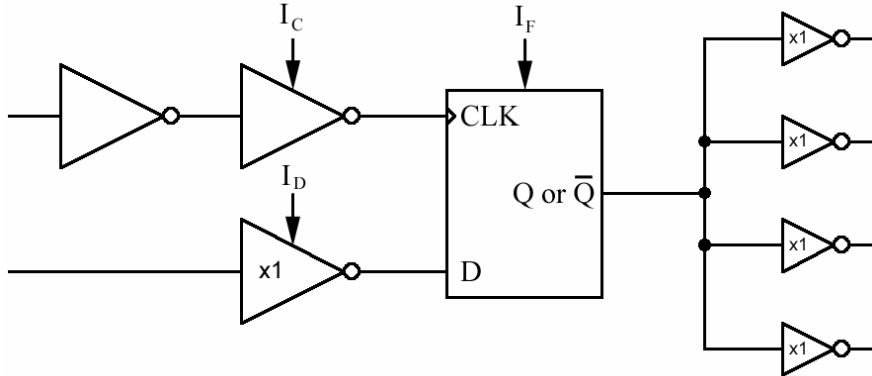 I_C
I_F
x1
CLK
x1
I_D
Q or Q̅
x1
D
x1
x1